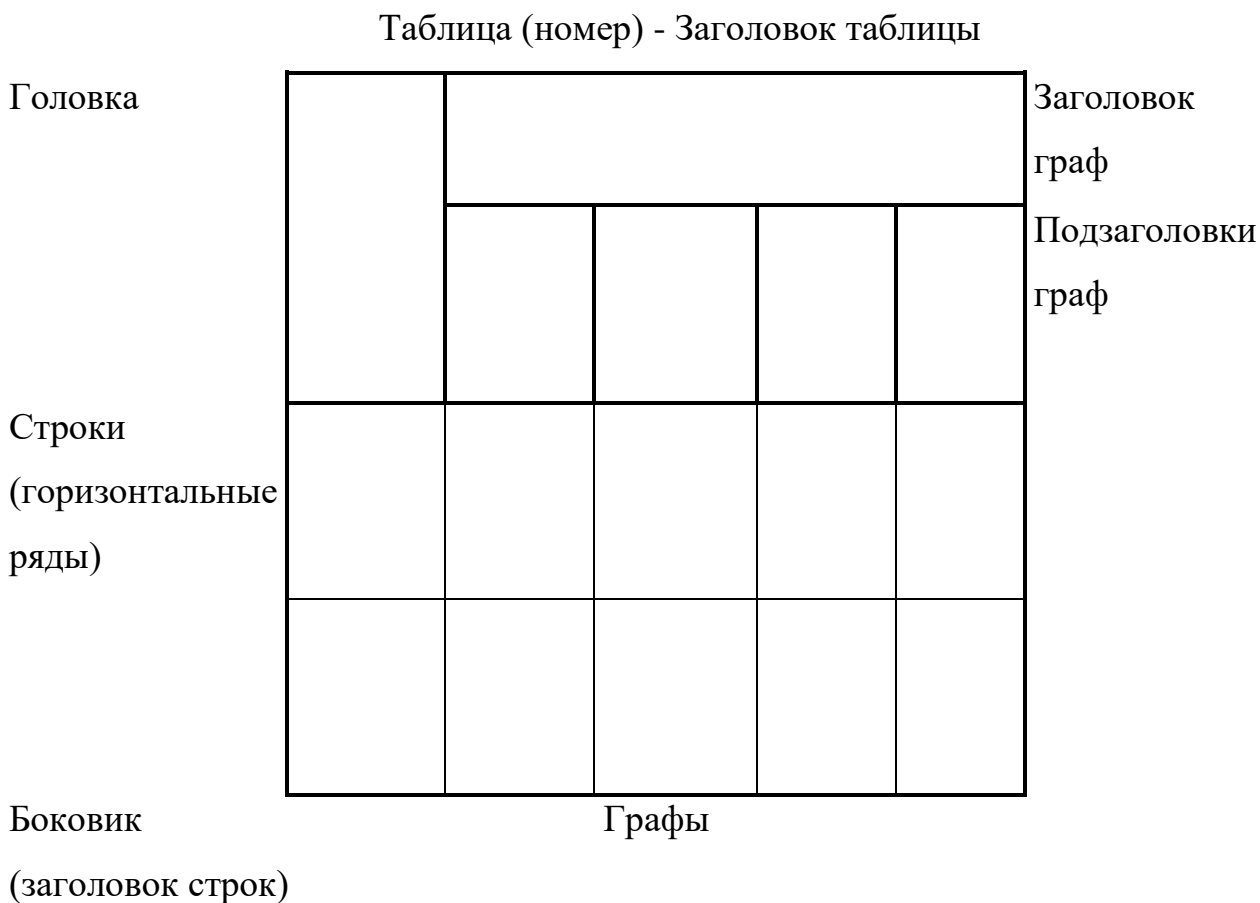 Таблица (номер) - Заголовок таблицы
Головка
Заголовок
граф
Подзаголовки
граф
Строки
(горизонтальные
ряды)
Боковик
(заголовок строк)
Графы